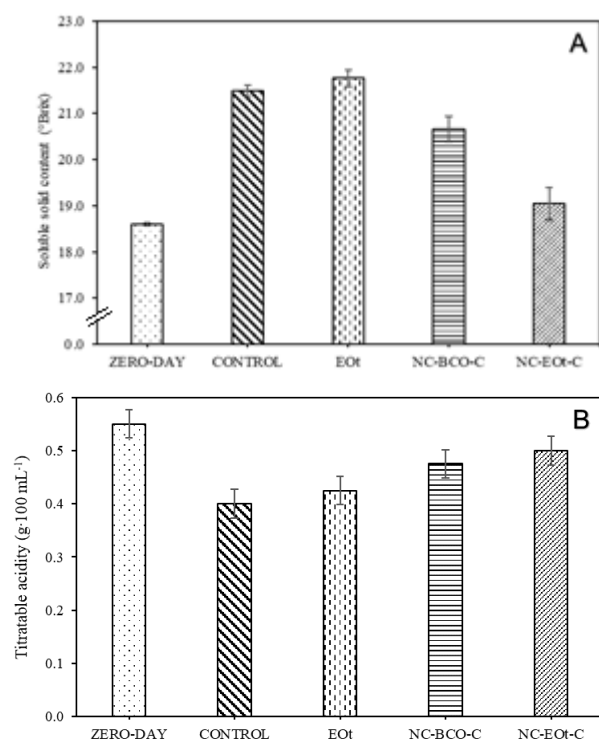 A
Soluble solid content (°Brix)
22.0
21.0
20.0
19.0
18.0
17.0
0.0
23.0
ZERO-DAY CONTROL EOt NC-BCO-C NC-EOt-C
B
Titratable acidity (g·100 mL⁻¹)
0.6
0.5
0.4
0.3
0.2
0.1
0.0
ZERO-DAY CONTROL EOt NC-BCO-C NC-EOt-C